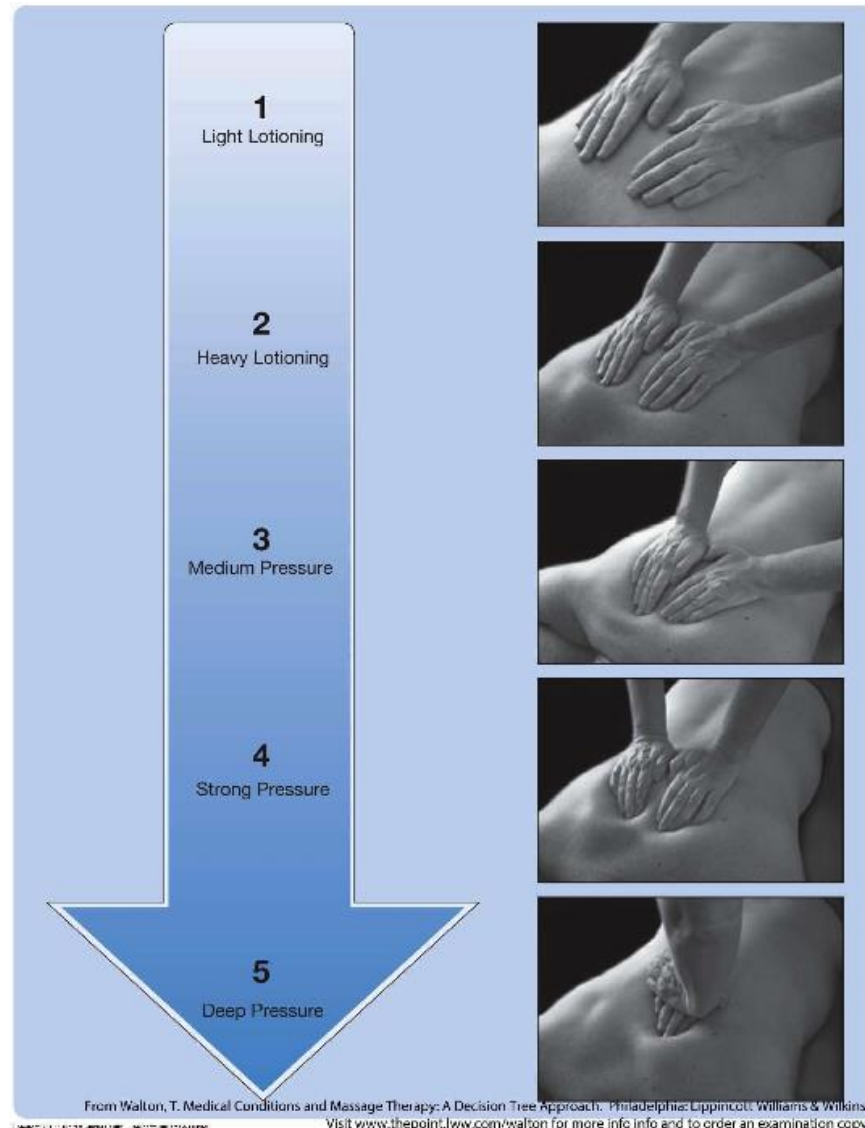 1
Light Lotioning
2
Heavy Lotioning
3
Medium Pressure
4
Strong Pressure
5
Deep Pressure
From Walton, T. Medical Conditions and Massage Therapy: A Decision Tree Approach. Philadelphia: Lippincott Williams & Wilkins
Visit www.thepoint.lww.com/walton for more info info and to order an examination copy